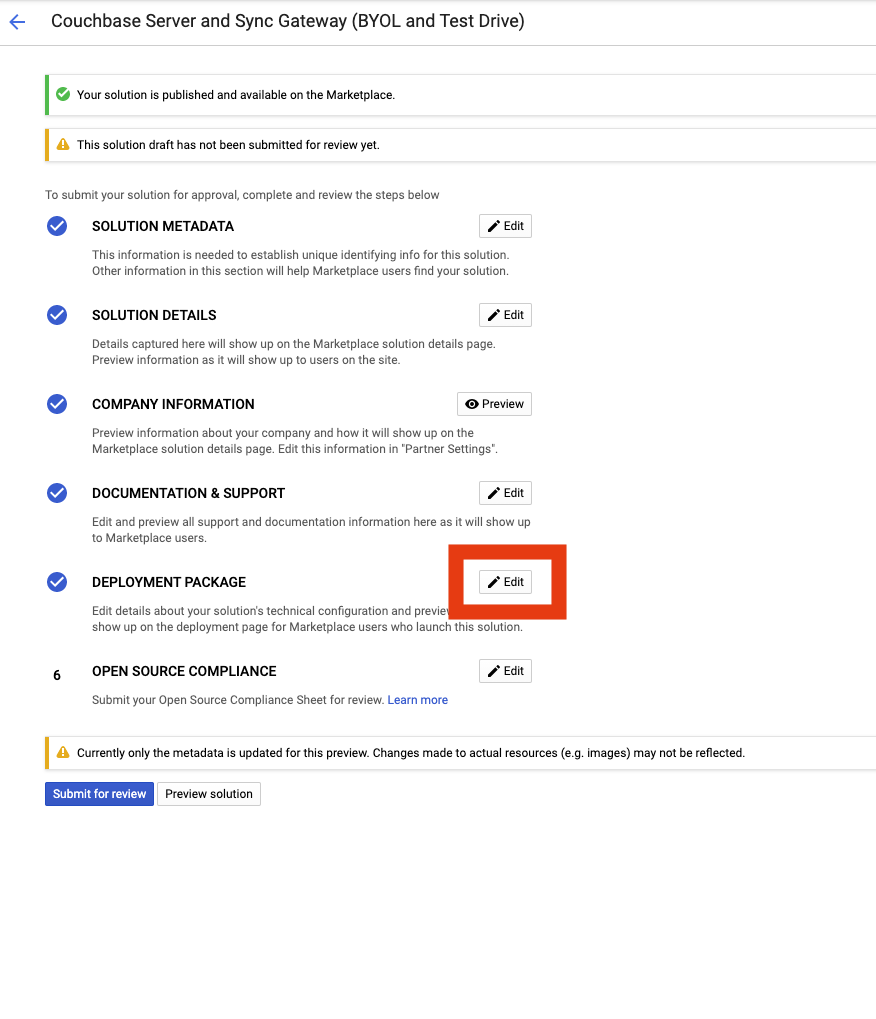 Couchbase Server and Sync Gateway (BYOL and Test Drive)
Your solution is published and available on the Marketplace.
This solution draft has not been submitted for review yet.
To submit your solution for approval, complete and review the steps below
SOLUTION METADATA
Edit
This information is needed to establish unique identifying info for this solution.
Other information in this section will help Marketplace users find your solution.
SOLUTION DETAILS
Edit
Details captured here will show up on the Marketplace solution details page.
Preview information as it will show up to users on the site.
COMPANY INFORMATION
Preview
Preview information about your company and how it will show up on the
Marketplace solution details page. Edit this information in "Partner Settings".
DOCUMENTATION & SUPPORT
Edit
Edit and preview all support and documentation information here as it will show up
to Marketplace users.
DEPLOYMENT PACKAGE
Edit
Edit details about your solution's technical configuration and
show up on the deployment page for Marketplace users who launch this solution.
6
OPEN SOURCE COMPLIANCE
Edit
Submit your Open Source Compliance Sheet for review. Learn more
Currently only the metadata is updated for this preview. Changes made to actual resources (e.g. images) may not be reflected.
Submit for review
Preview solution